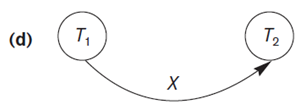 (d) T₁ T₂
X